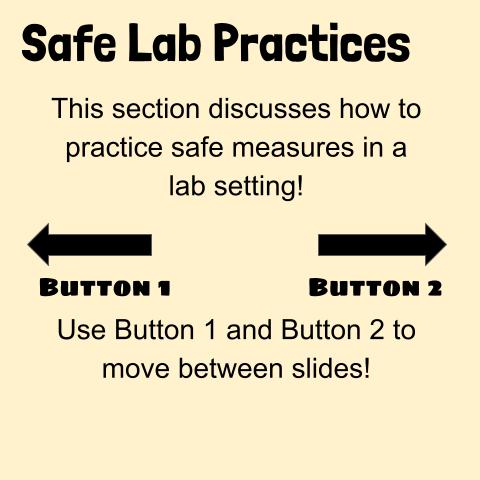 Safe Lab Practices
This section discusses how to
practice safe measures in a
lab setting!
Button 1 Button 2
Use Button 1 and Button 2 to
move between slides!